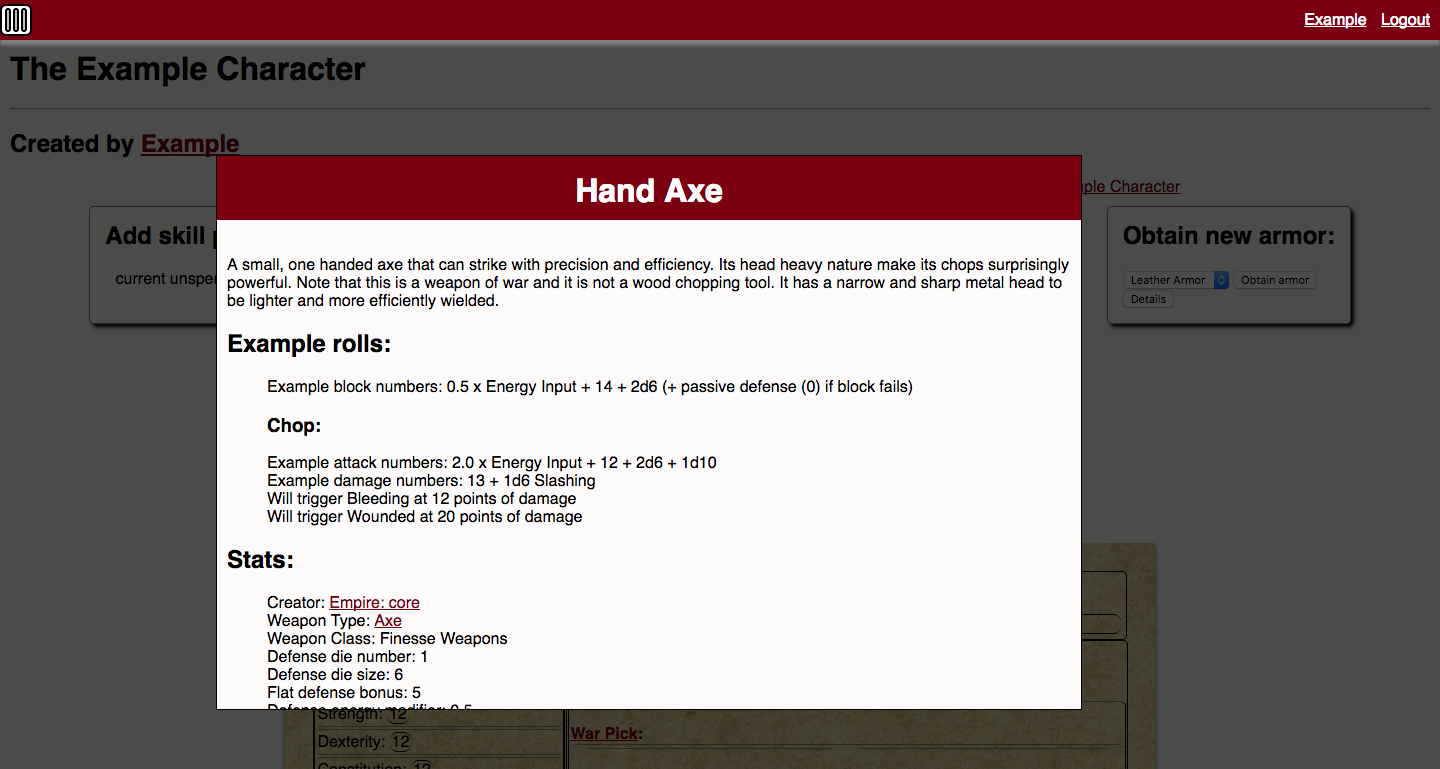 Example Logout
The Example Character
Created by Example
Example Character
Add skill
current
Obtain new armor:
Leather Armor Obtain armor
Details
Hand Axe
A small, one handed axe that can strike with precision and efficiency. Its head heavy nature make its chops surprisingly
powerful. Note that this is a weapon of war and it is not a wood chopping tool. It has a narrow and sharp metal head to
be lighter and more efficiently wielded.
Example rolls:
Example block numbers: 0.5 x Energy Input + 14 + 2d6 (+ passive defense (0) if block fails)
Chop:
Example attack numbers: 2.0 x Energy Input + 12 + 2d6 + 1d10
Example damage numbers: 13 + 1d6 Slashing
Will trigger Bleeding at 12 points of damage
Will trigger Wounded at 20 points of damage
Stats:
Creator: Empire: core
Weapon Type: Axe
Weapon Class: Finesse Weapons
Defense die number: 1
Defense die size: 6
Flat defense bonus: 5
Defense energy modifier: 0.5
Strength: 12
Dexterity: 12
Constitution: 12
War Pick: